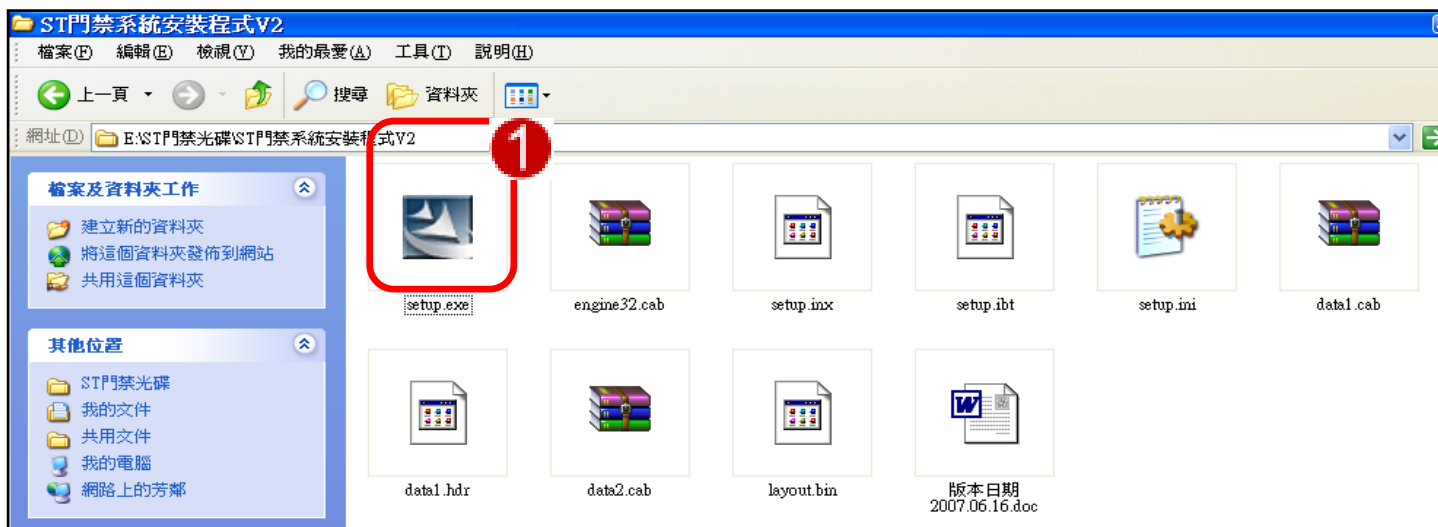 ST門禁系統安裝程式V2
檔案(F) 編輯(E) 檢視(V) 我的最愛(A) 工具(T) 說明(H)
上一頁 搜尋 資料夾
網址(D) E:\ST門禁光碟\ST門禁系統安裝程式V2
1
檔案及資料夾工作
建立新的資料夾
將這個資料夾發佈到網站
共用這個資料夾
其他位置
ST門禁光碟
我的文件
共用文件
我的電腦
網路上的芳鄰
setup.exe engine32.cab setup.inx setup.ibt setup.ini data1.cab
data1.hdr data2.cab layout.bin 版本日期
2007.06.16.doc